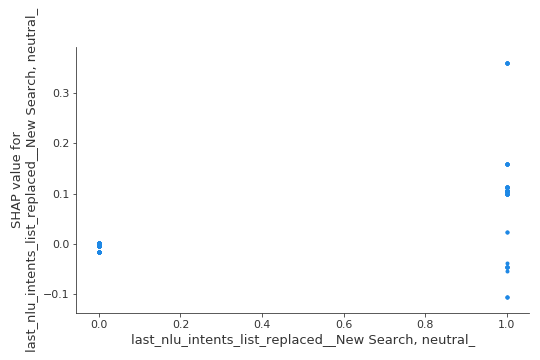 SHAP value for
last_nlu_intents_list_replaced__New Search, neutral_
0.3
0.2
0.1
0.0
−0.1
0.0 0.2 0.4 0.6 0.8 1.0
last_nlu_intents_list_replaced__New Search, neutral_